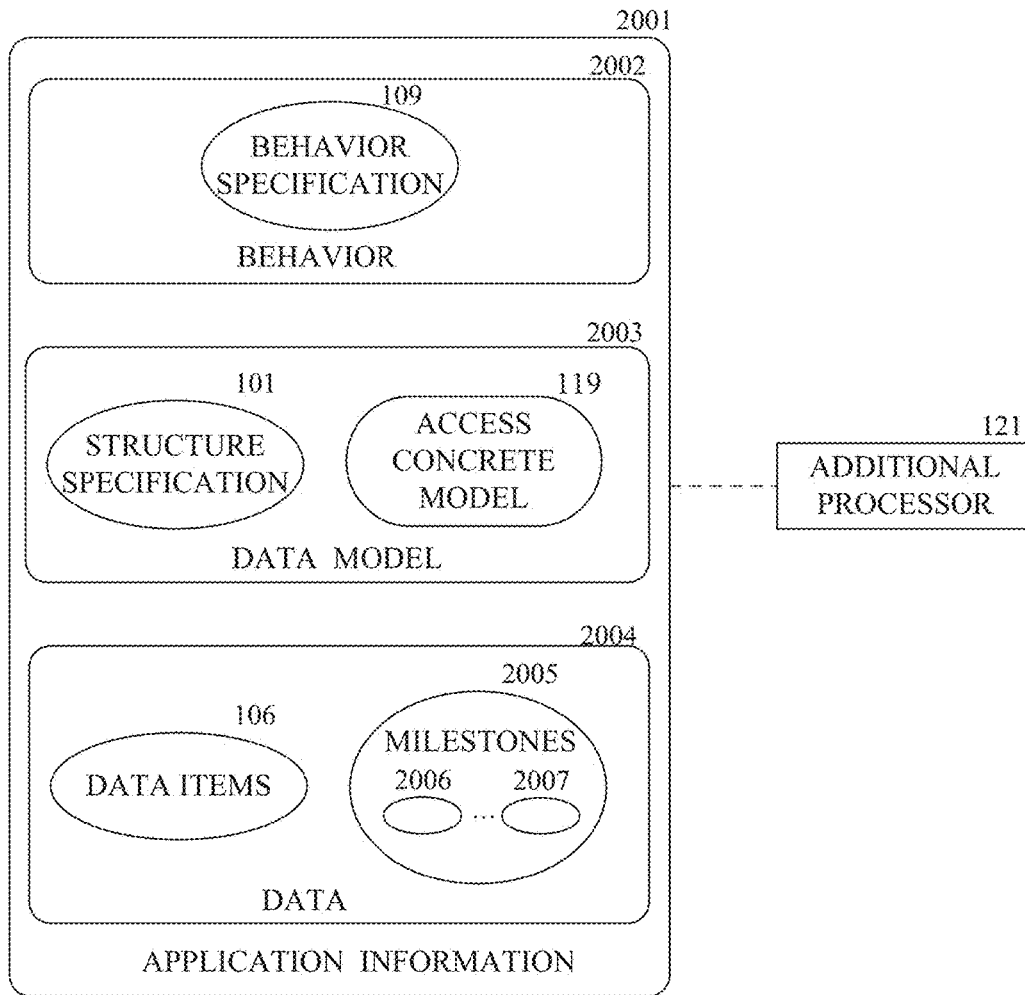 2001
2002
109
BEHAVIOR
SPECIFICATION
BEHAVIOR
2003
101
119
STRUCTURE
SPECIFICATION
ACCESS
CONCRETE
MODEL
DATA MODEL
121
ADDITIONAL
PROCESSOR
2004
2005
106
MILESTONES
2006 ... 2007
DATA ITEMS
DATA
APPLICATION INFORMATION